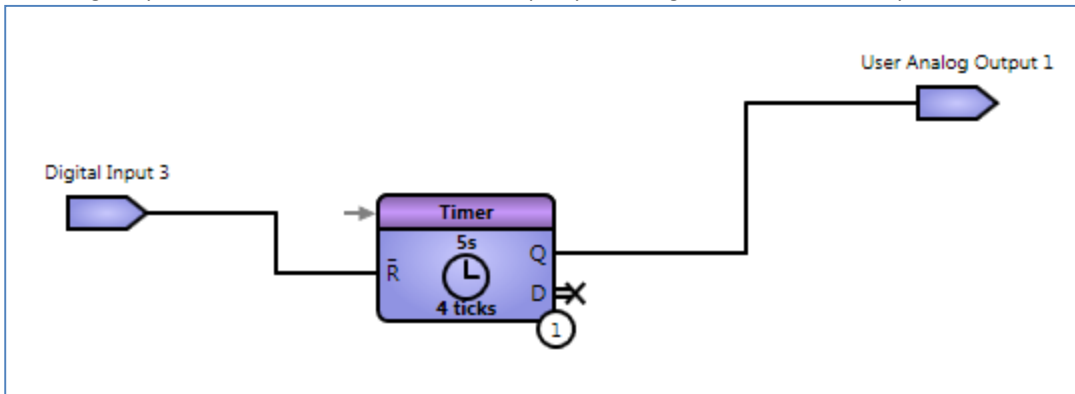 User Analog Output 1
Digital Input 3
Timer
5s
R̄
Q
D
4 ticks
1